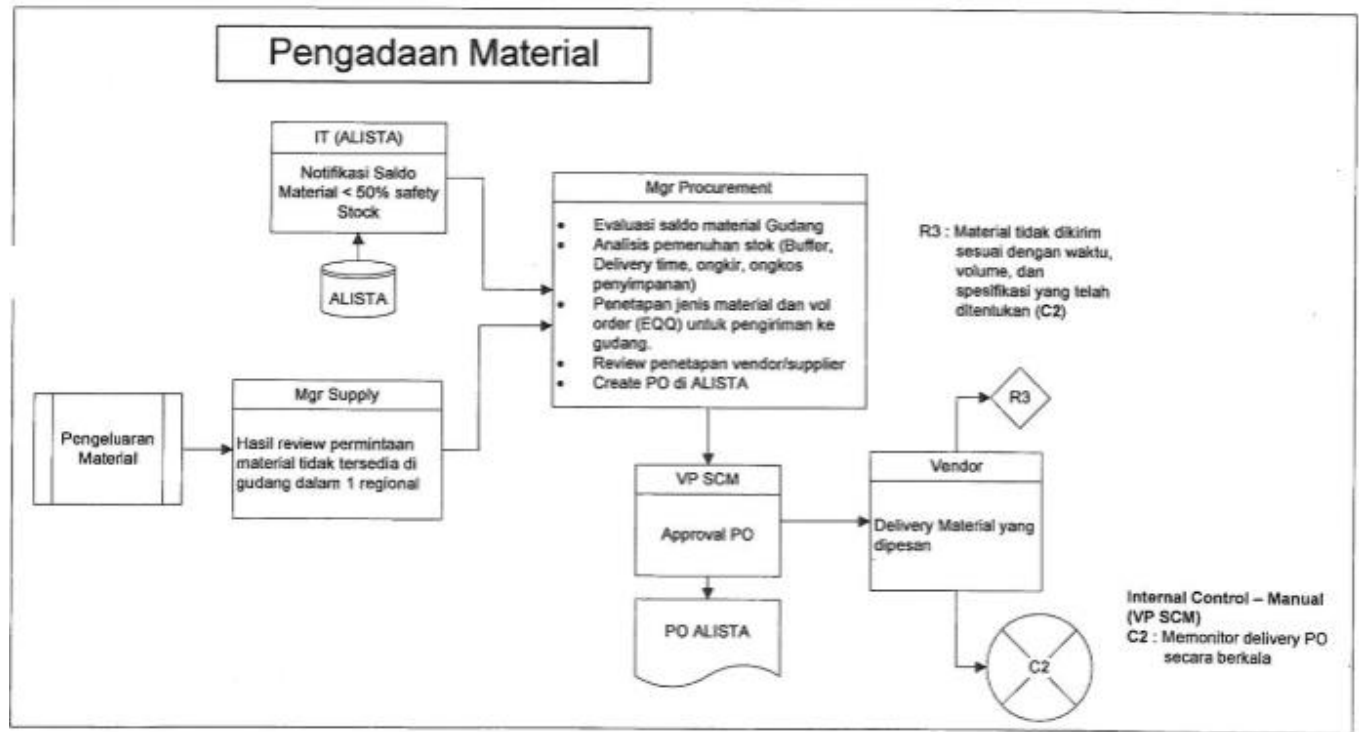 Pengadaan Material
IT (ALISTA)
Notifikasi Saldo
Material < 50% safety
Stock
ALISTA
Pengeluaran
Material
Mgr Supply
Hasil review permintaan
material tidak tersedia di
gudang dalam 1 regional
Mgr Procurement
• Evaluasi saldo material Gudang
• Analisis pemenuhan stok (Buffer,
Delivery time, ongkir, ongkos
penyimpanan)
• Penetapan jenis material dan vol
order (EQQ) untuk pengiriman ke
gudang.
• Review penetapan vendor/supplier
• Create PO di ALISTA
VP SCM
Approval PO
PO ALISTA
R3 : Material tidak dikirim
sesuai dengan waktu,
volume, dan
spesifikasi yang telah
ditentukan (C2)
R3
Vendor
Delivery Material yang
dipesan
C2
Internal Control – Manual
(VP SCM)
C2 : Memonitor delivery PO
secara berkala